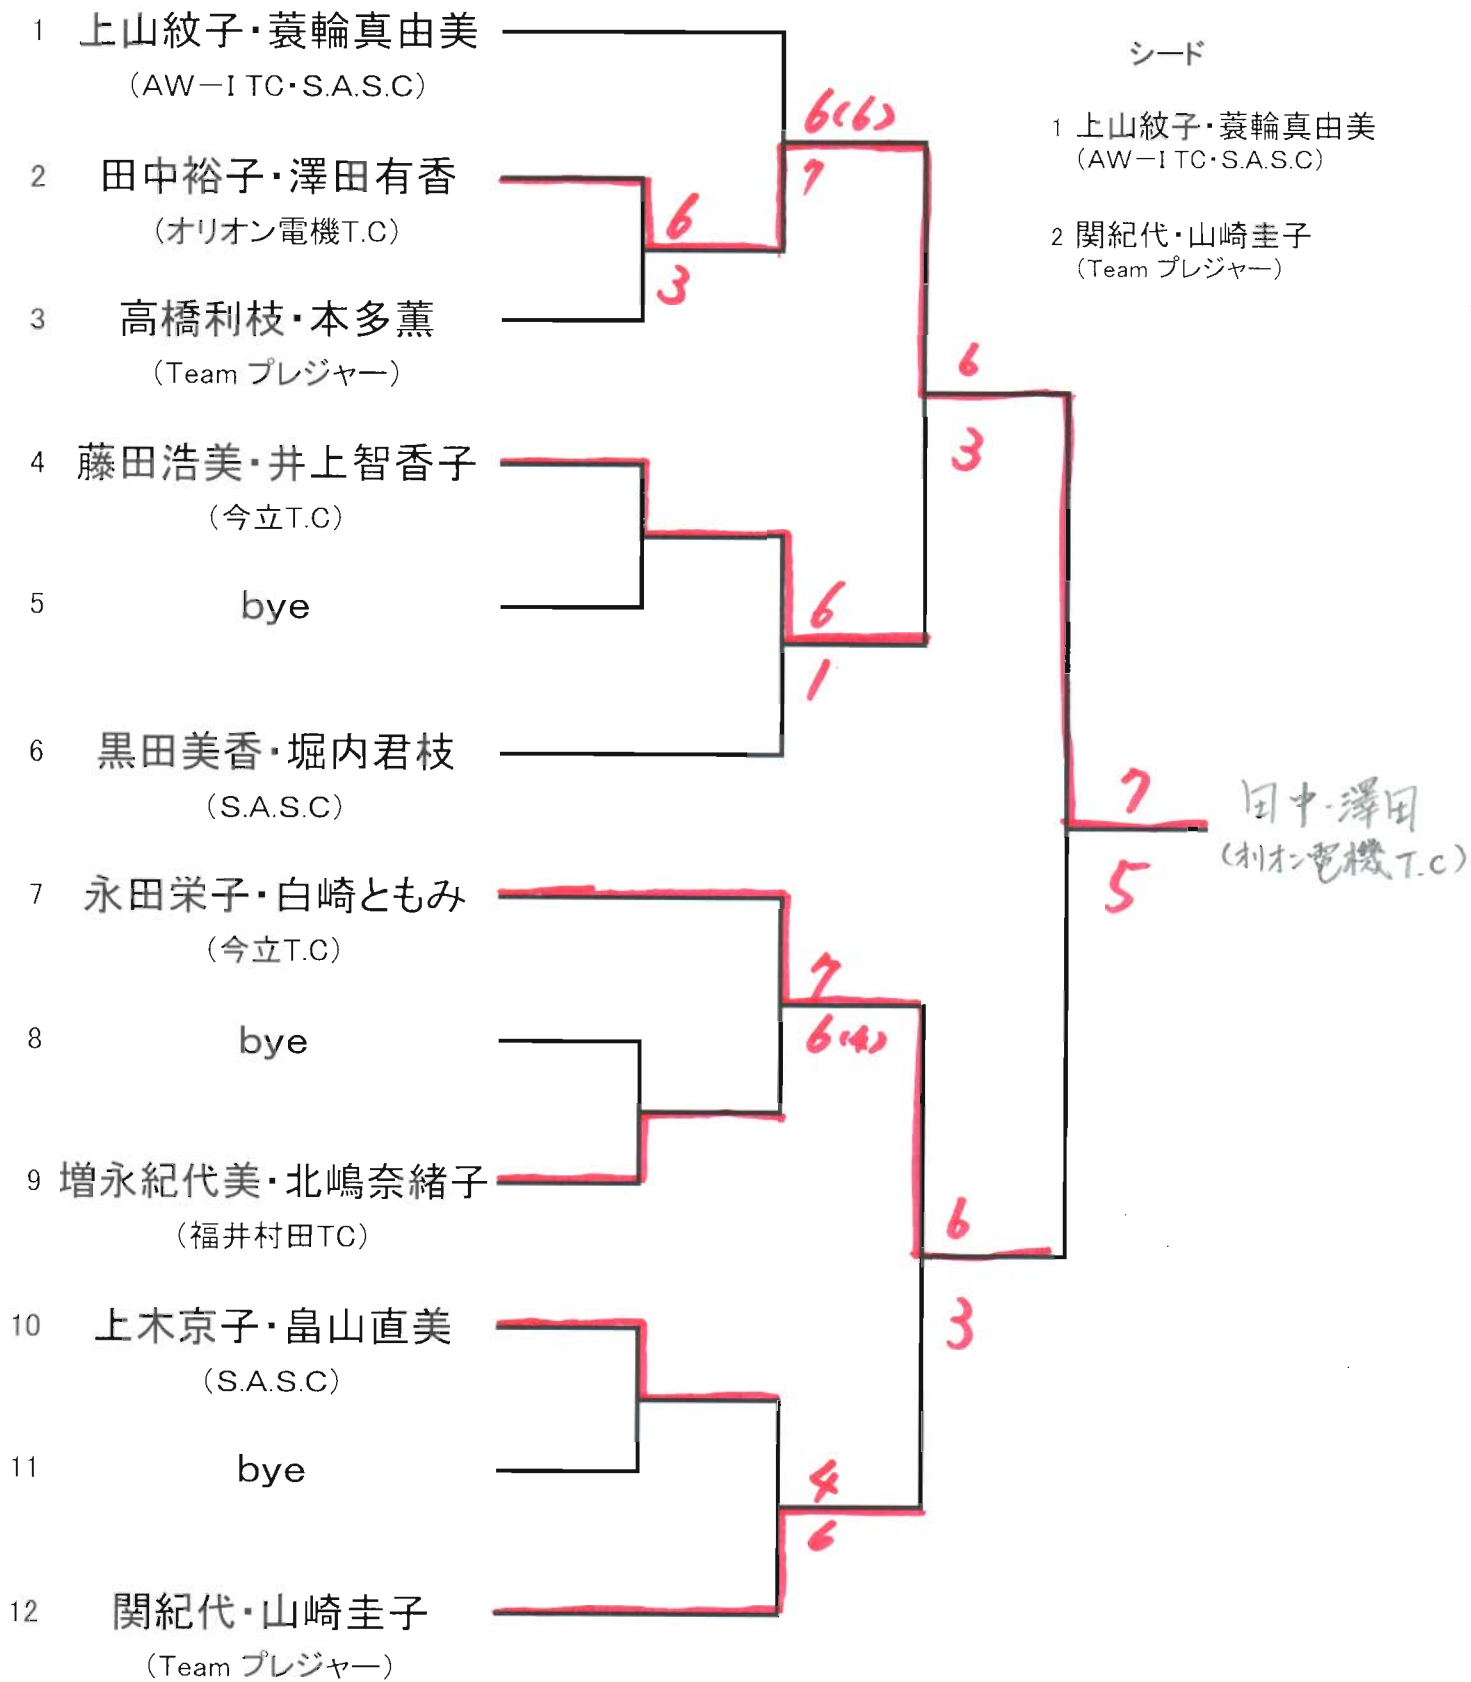 1 上山紋子・蓑輪真由美
(AW－I TC・S.A.S.C)
シード
1 上山紋子・蓑輪真由美
(AW－I TC・S.A.S.C)
2 関紀代・山崎圭子
(Team プレジャー)
6(6)
7
2 田中裕子・澤田有香
(オリオン電機T.C)
6
3
3 高橋利枝・本多薫
(Team プレジャー)
6
3
4 藤田浩美・井上智香子
(今立T.C)
5 bye
6
1
6 黒田美香・堀内君枝
(S.A.S.C)
7
5
田中・澤田
(オリオン電機T.C)
7 永田栄子・白崎ともみ
(今立T.C)
7
6(4)
8 bye
9 増永紀代美・北嶋奈緒子
(福井村田TC)
6
3
10 上木京子・畠山直美
(S.A.S.C)
11 bye
4
6
12 関紀代・山崎圭子
(Team プレジャー)